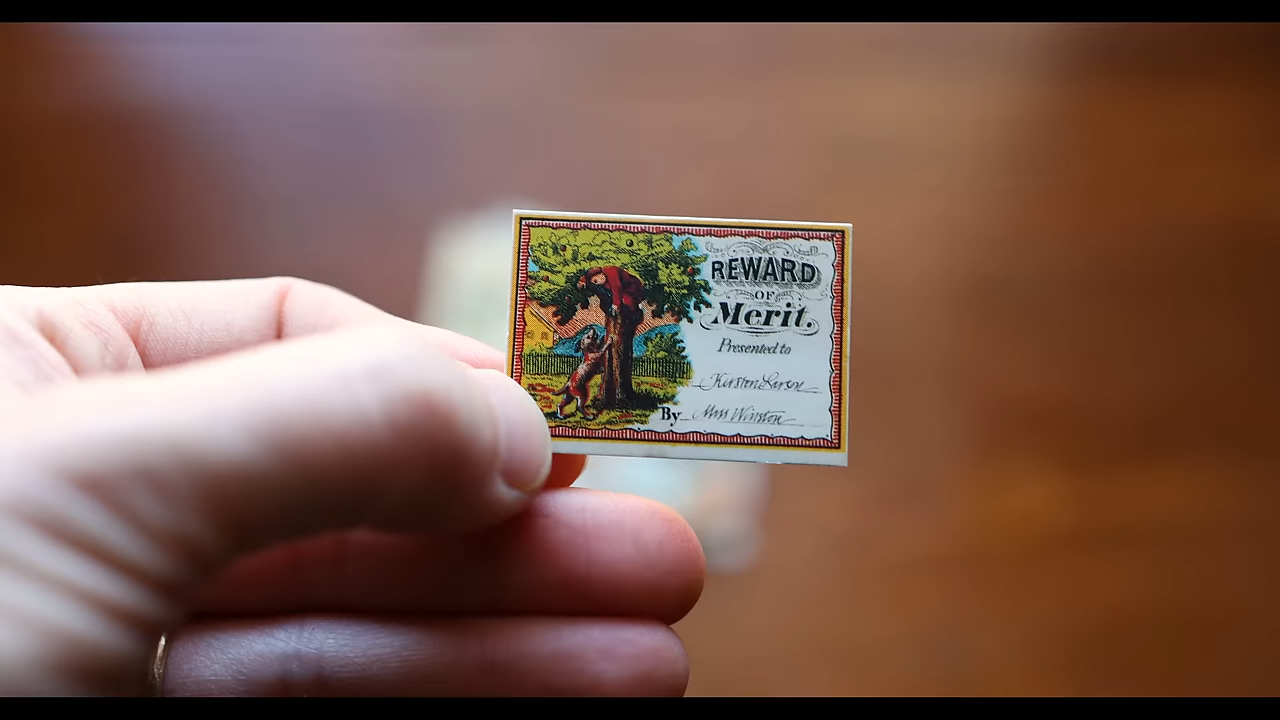 REWARD
OF
Merit.
Presented to
Kirsten Larson
By Miss Winston